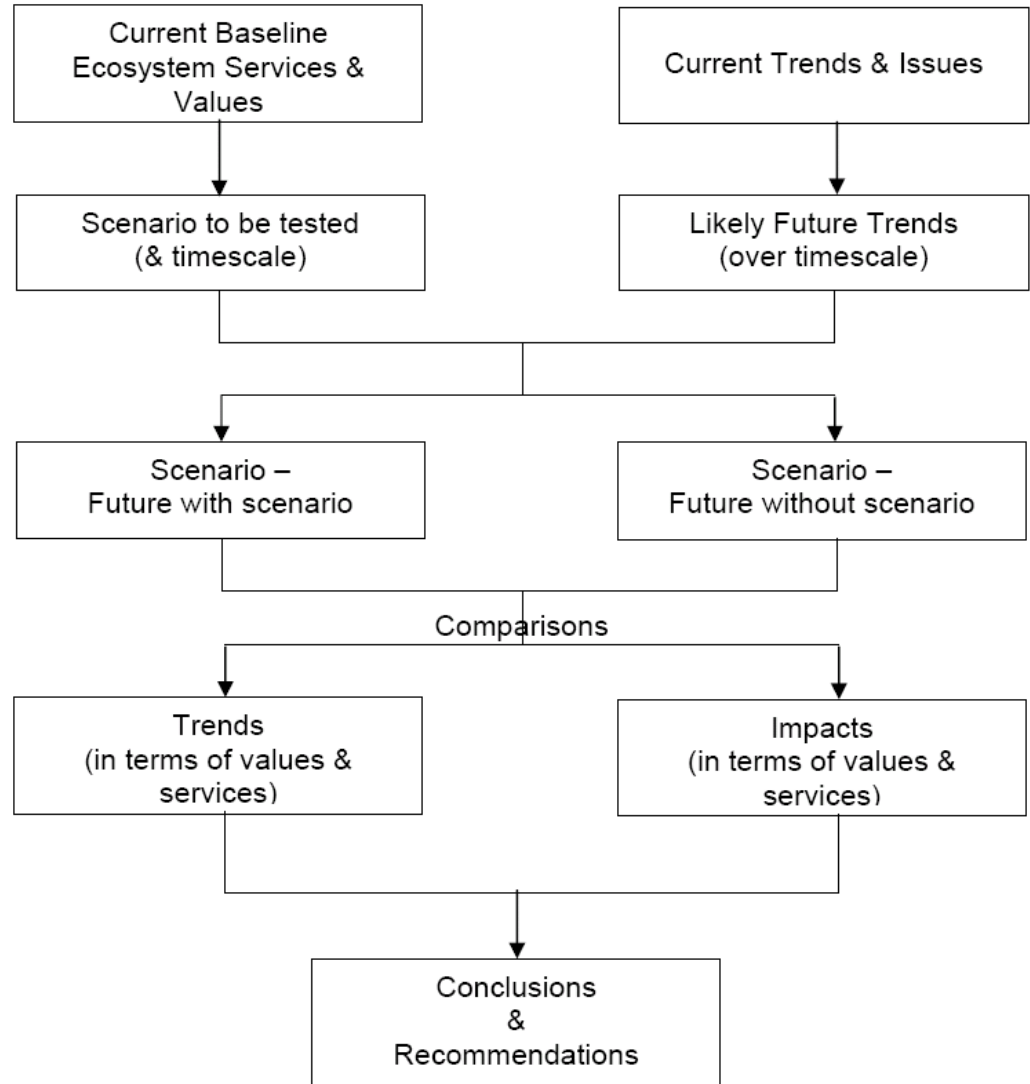 Current Baseline
Ecosystem Services &
Values
Current Trends & Issues
Scenario to be tested
(& timescale)
Likely Future Trends
(over timescale)
Scenario –
Future with scenario
Scenario –
Future without scenario
Comparisons
Trends
(in terms of values &
services)
Impacts
(in terms of values &
services)
Conclusions
&
Recommendations